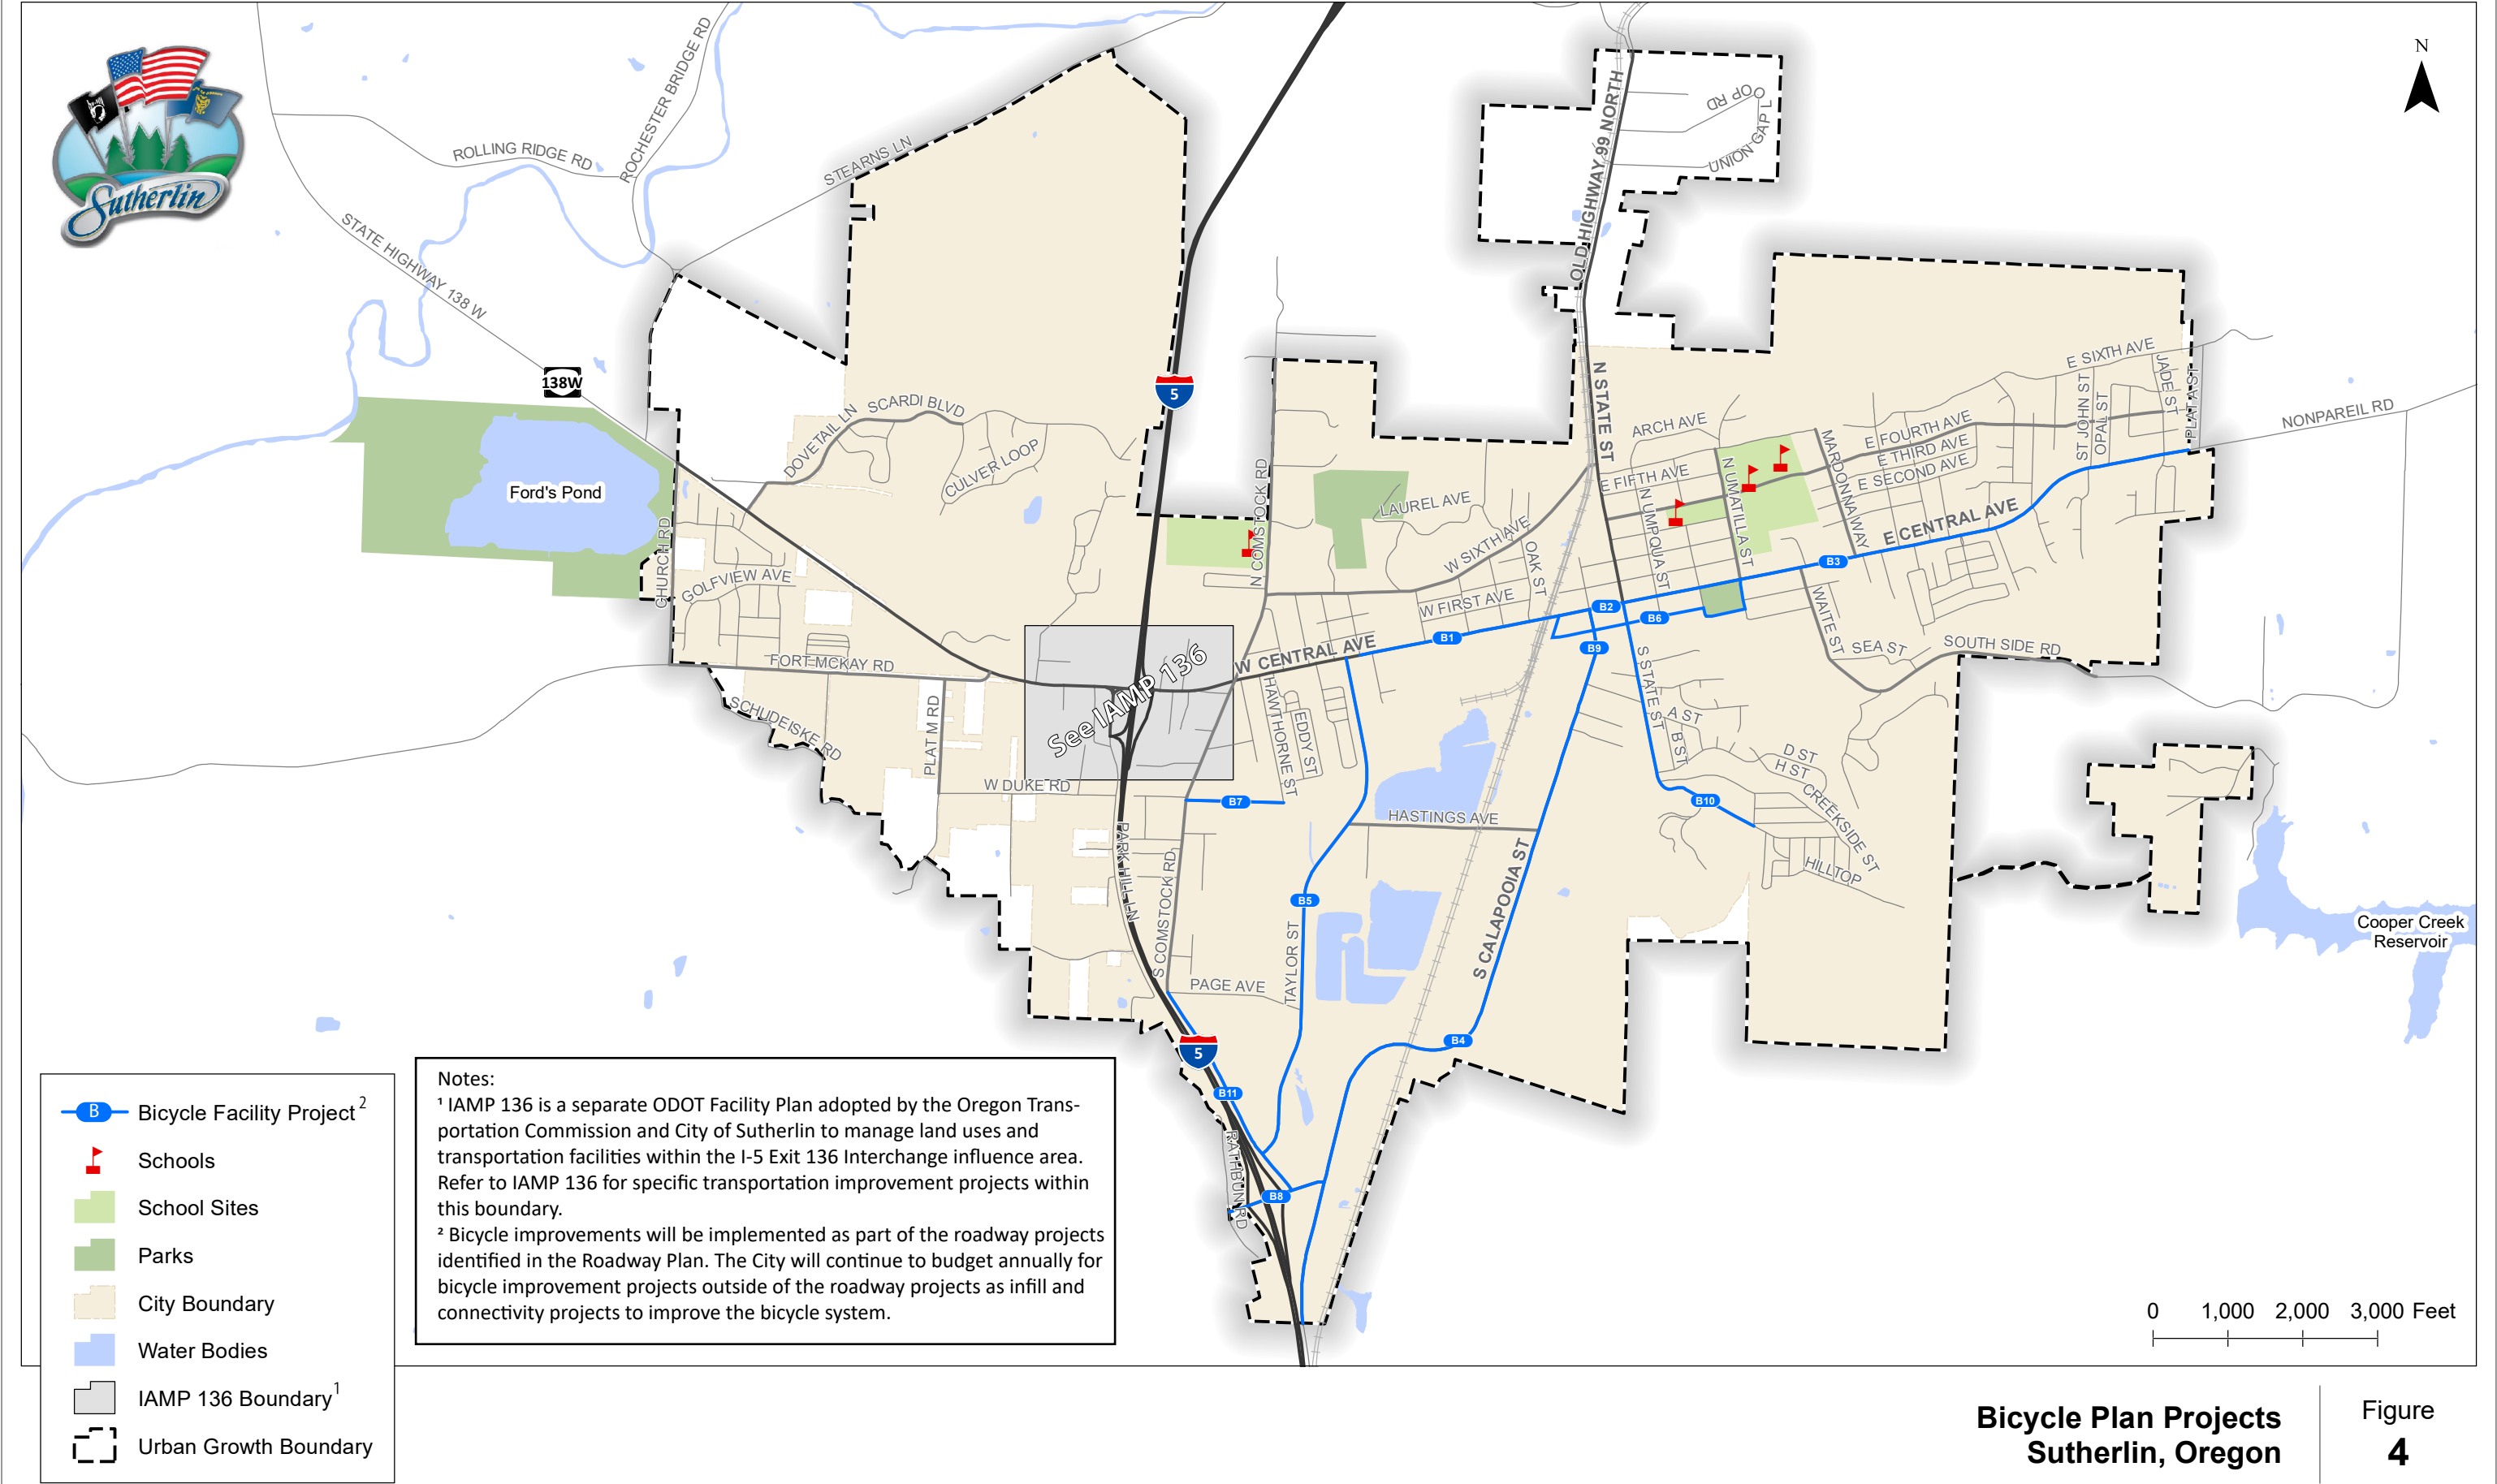 Sutherlin
N
ROLLING RIDGE RD
ROCHESTER BRIDGE RD
STEARNS LN
STATE HIGHWAY 138 W
138W
5
OLD HIGHWAY 99 NORTH
OP RD
UNION GAP L
N STATE ST
ARCH AVE
E FIFTH AVE
N UMPQUA ST
N UMATILLA ST
MARDONNA WAY
E FOURTH AVE
E THIRD AVE
E SECOND AVE
E SIXTH AVE
ST JOHN ST
OPAL ST
JADE ST
PLAT A ST
NONPAREIL RD
E CENTRAL AVE
DOVETAIL LN
SCARDI BLVD
CULVER LOOP
Ford's Pond
CHURCH RD
GOLFVIEW AVE
FORT MCKAY RD
SCHUDEISKE RD
PLAT M RD
W DUKE RD
See IAMP 136
N COMSTOCK RD
LAUREL AVE
W SIXTH AVE
OAK ST
W FIRST AVE
W CENTRAL AVE
B1
B2
B3
B6
B9
WAITE ST
SEA ST
SOUTH SIDE RD
HAWTHORNE ST
EDDY ST
S STATE ST
A ST
B ST
D ST
H ST
CREEKSIDE ST
HILLTOP
B10
B7
HASTINGS AVE
PARK HILL LN
S COMSTOCK RD
B5
TAYLOR ST
PAGE AVE
S CALAPOOIA ST
B4
5
B11
RATHBUN RD
B8
Cooper Creek
Reservoir
B Bicycle Facility Project 2
Schools
School Sites
Parks
City Boundary
Water Bodies
IAMP 136 Boundary 1
Urban Growth Boundary
Notes:
¹ IAMP 136 is a separate ODOT Facility Plan adopted by the Oregon Trans-
portation Commission and City of Sutherlin to manage land uses and
transportation facilities within the I-5 Exit 136 Interchange influence area.
Refer to IAMP 136 for specific transportation improvement projects within
this boundary.
² Bicycle improvements will be implemented as part of the roadway projects
identified in the Roadway Plan. The City will continue to budget annually for
bicycle improvement projects outside of the roadway projects as infill and
connectivity projects to improve the bicycle system.
0 1,000 2,000 3,000 Feet
Bicycle Plan Projects
Sutherlin, Oregon
Figure
4